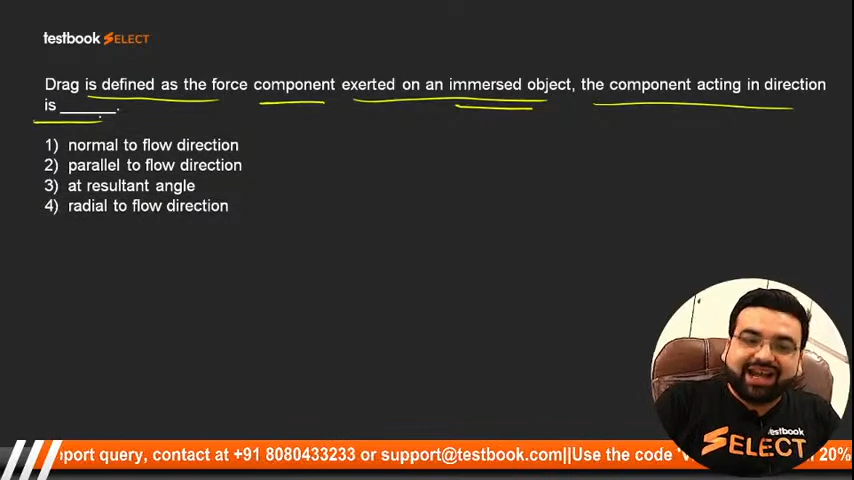 testbook SELECT
Drag is defined as the force component exerted on an immersed object, the component acting in direction
is ______.
1) normal to flow direction
2) parallel to flow direction
3) at resultant angle
4) radial to flow direction
testbook
SELECT
port query, contact at +91 8080433233 or support@testbook.com||Use the code 'V
20%